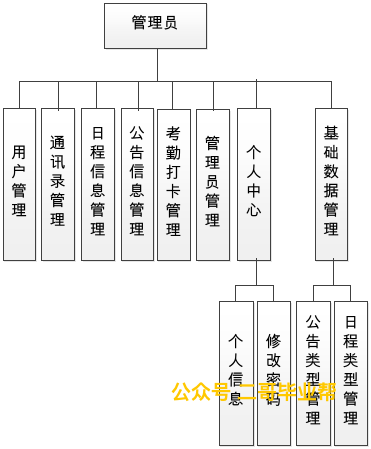 管理员
用户管理
通讯录管理
日程信息管理
公告信息管理
考勤打卡管理
管理员管理
个人中心
基础数据管理
个人信息
修改密码
公告类型管理
日程类型管理
公众号:二哥毕业帮